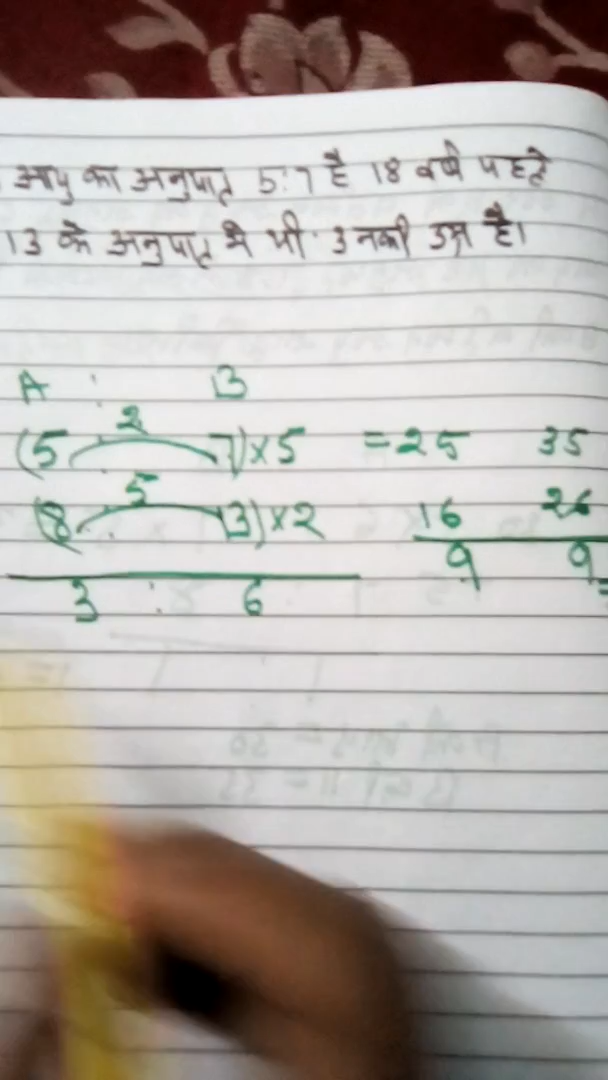 आयु का अनुपात 5:7 है 18 वर्ष पहले
13 के अनुपात में थी उनकी उम्र है।
A : B
2
(5 7)×5 = 25 35
5
(8 13)×2 16 26
9 9
3 : 6